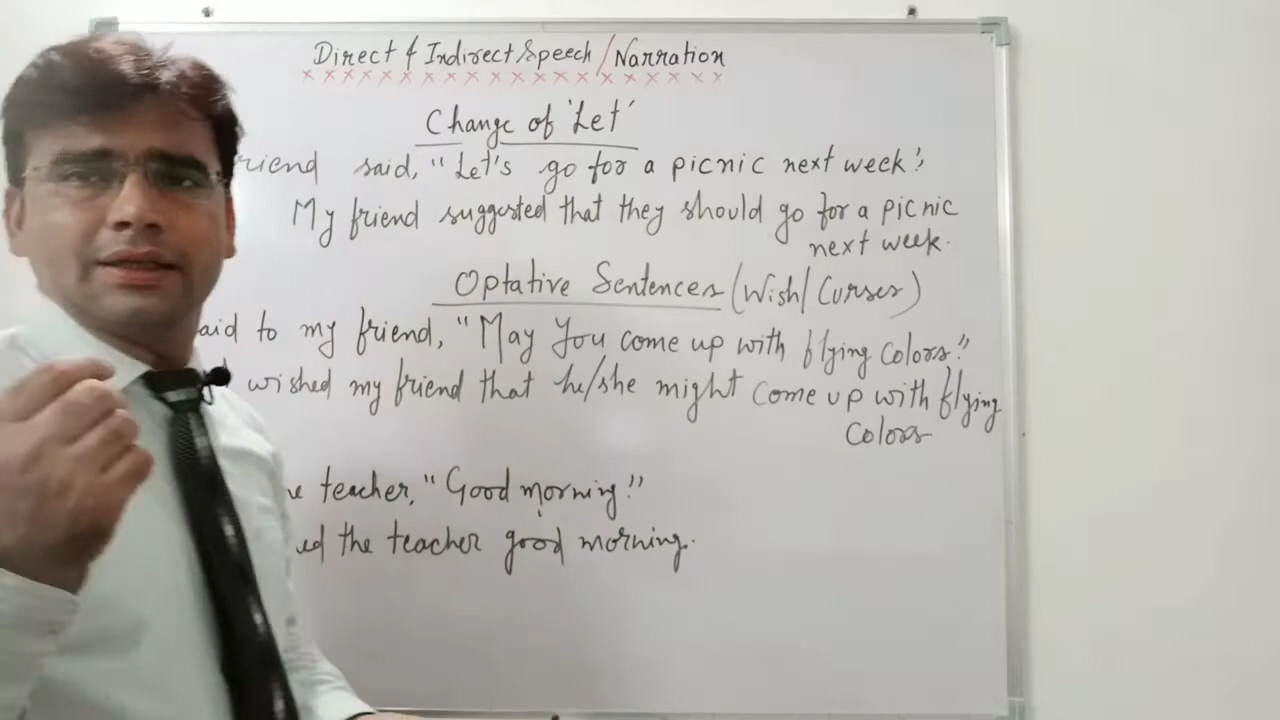 Direct & Indirect Speech/Narration
Change of 'Let'
riend said, "Let's go for a picnic next week".
My friend suggested that they should go for a picnic
next week.
Optative Sentences (Wish/Curses)
aid to my friend, "May You come up with flying colors."
wished my friend that he/she might come up with flying
colors
teacher, "Good morning!"
ed the teacher good morning.